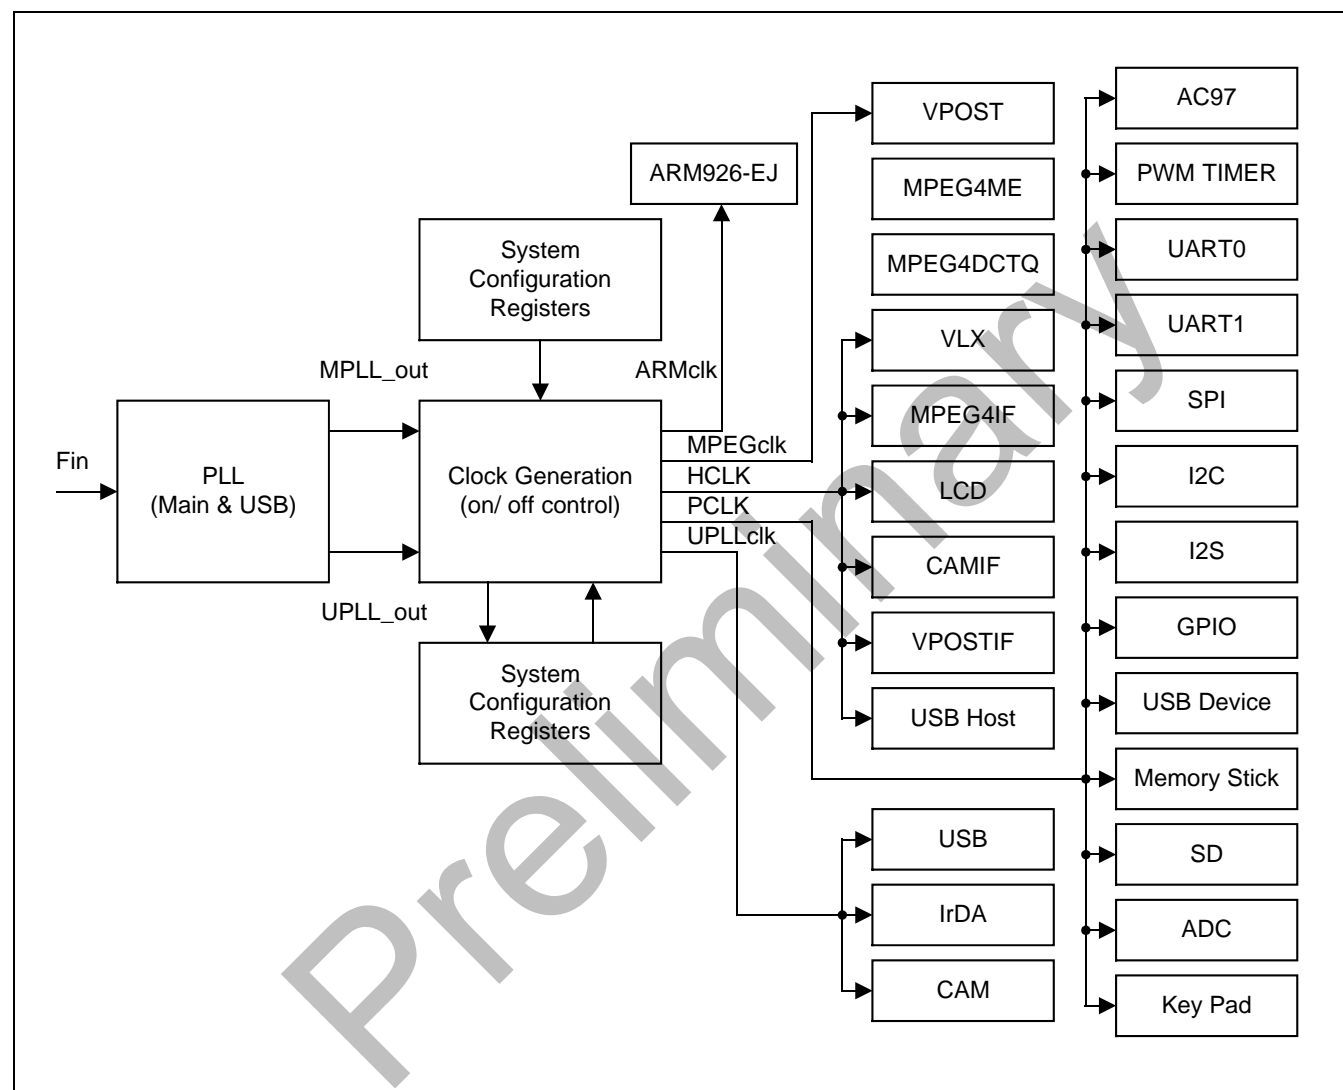 Fin
PLL
(Main & USB)
MPLL_out
UPLL_out
System
Configuration
Registers
Clock Generation
(on/ off control)
System
Configuration
Registers
ARM926-EJ
ARMclk
MPEGclk
HCLK
PCLK
UPLLclk
VPOST
MPEG4ME
MPEG4DCTQ
VLX
MPEG4IF
LCD
CAMIF
VPOSTIF
USB Host
USB
IrDA
CAM
AC97
PWM TIMER
UART0
UART1
SPI
I2C
I2S
GPIO
USB Device
Memory Stick
SD
ADC
Key Pad
Preliminary